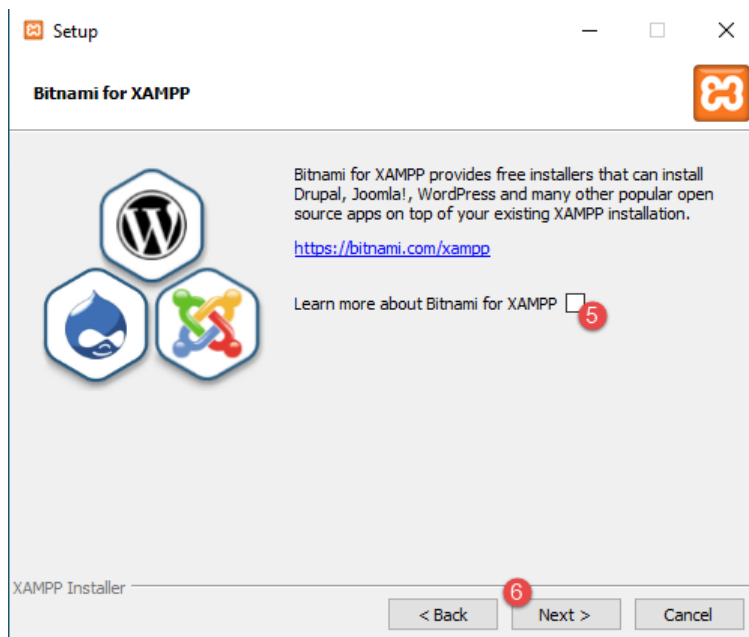 Setup
Bitnami for XAMPP
Bitnami for XAMPP provides free installers that can install
Drupal, Joomla!, WordPress and many other popular open
source apps on top of your existing XAMPP installation.
https://bitnami.com/xampp
Learn more about Bitnami for XAMPP 5
XAMPP Installer
6
< Back Next > Cancel